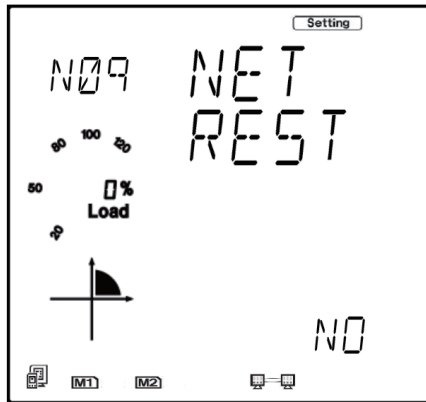 Setting
N09
NET
REST
80 100 120
50
0%
Load
20
NO
M1 M2